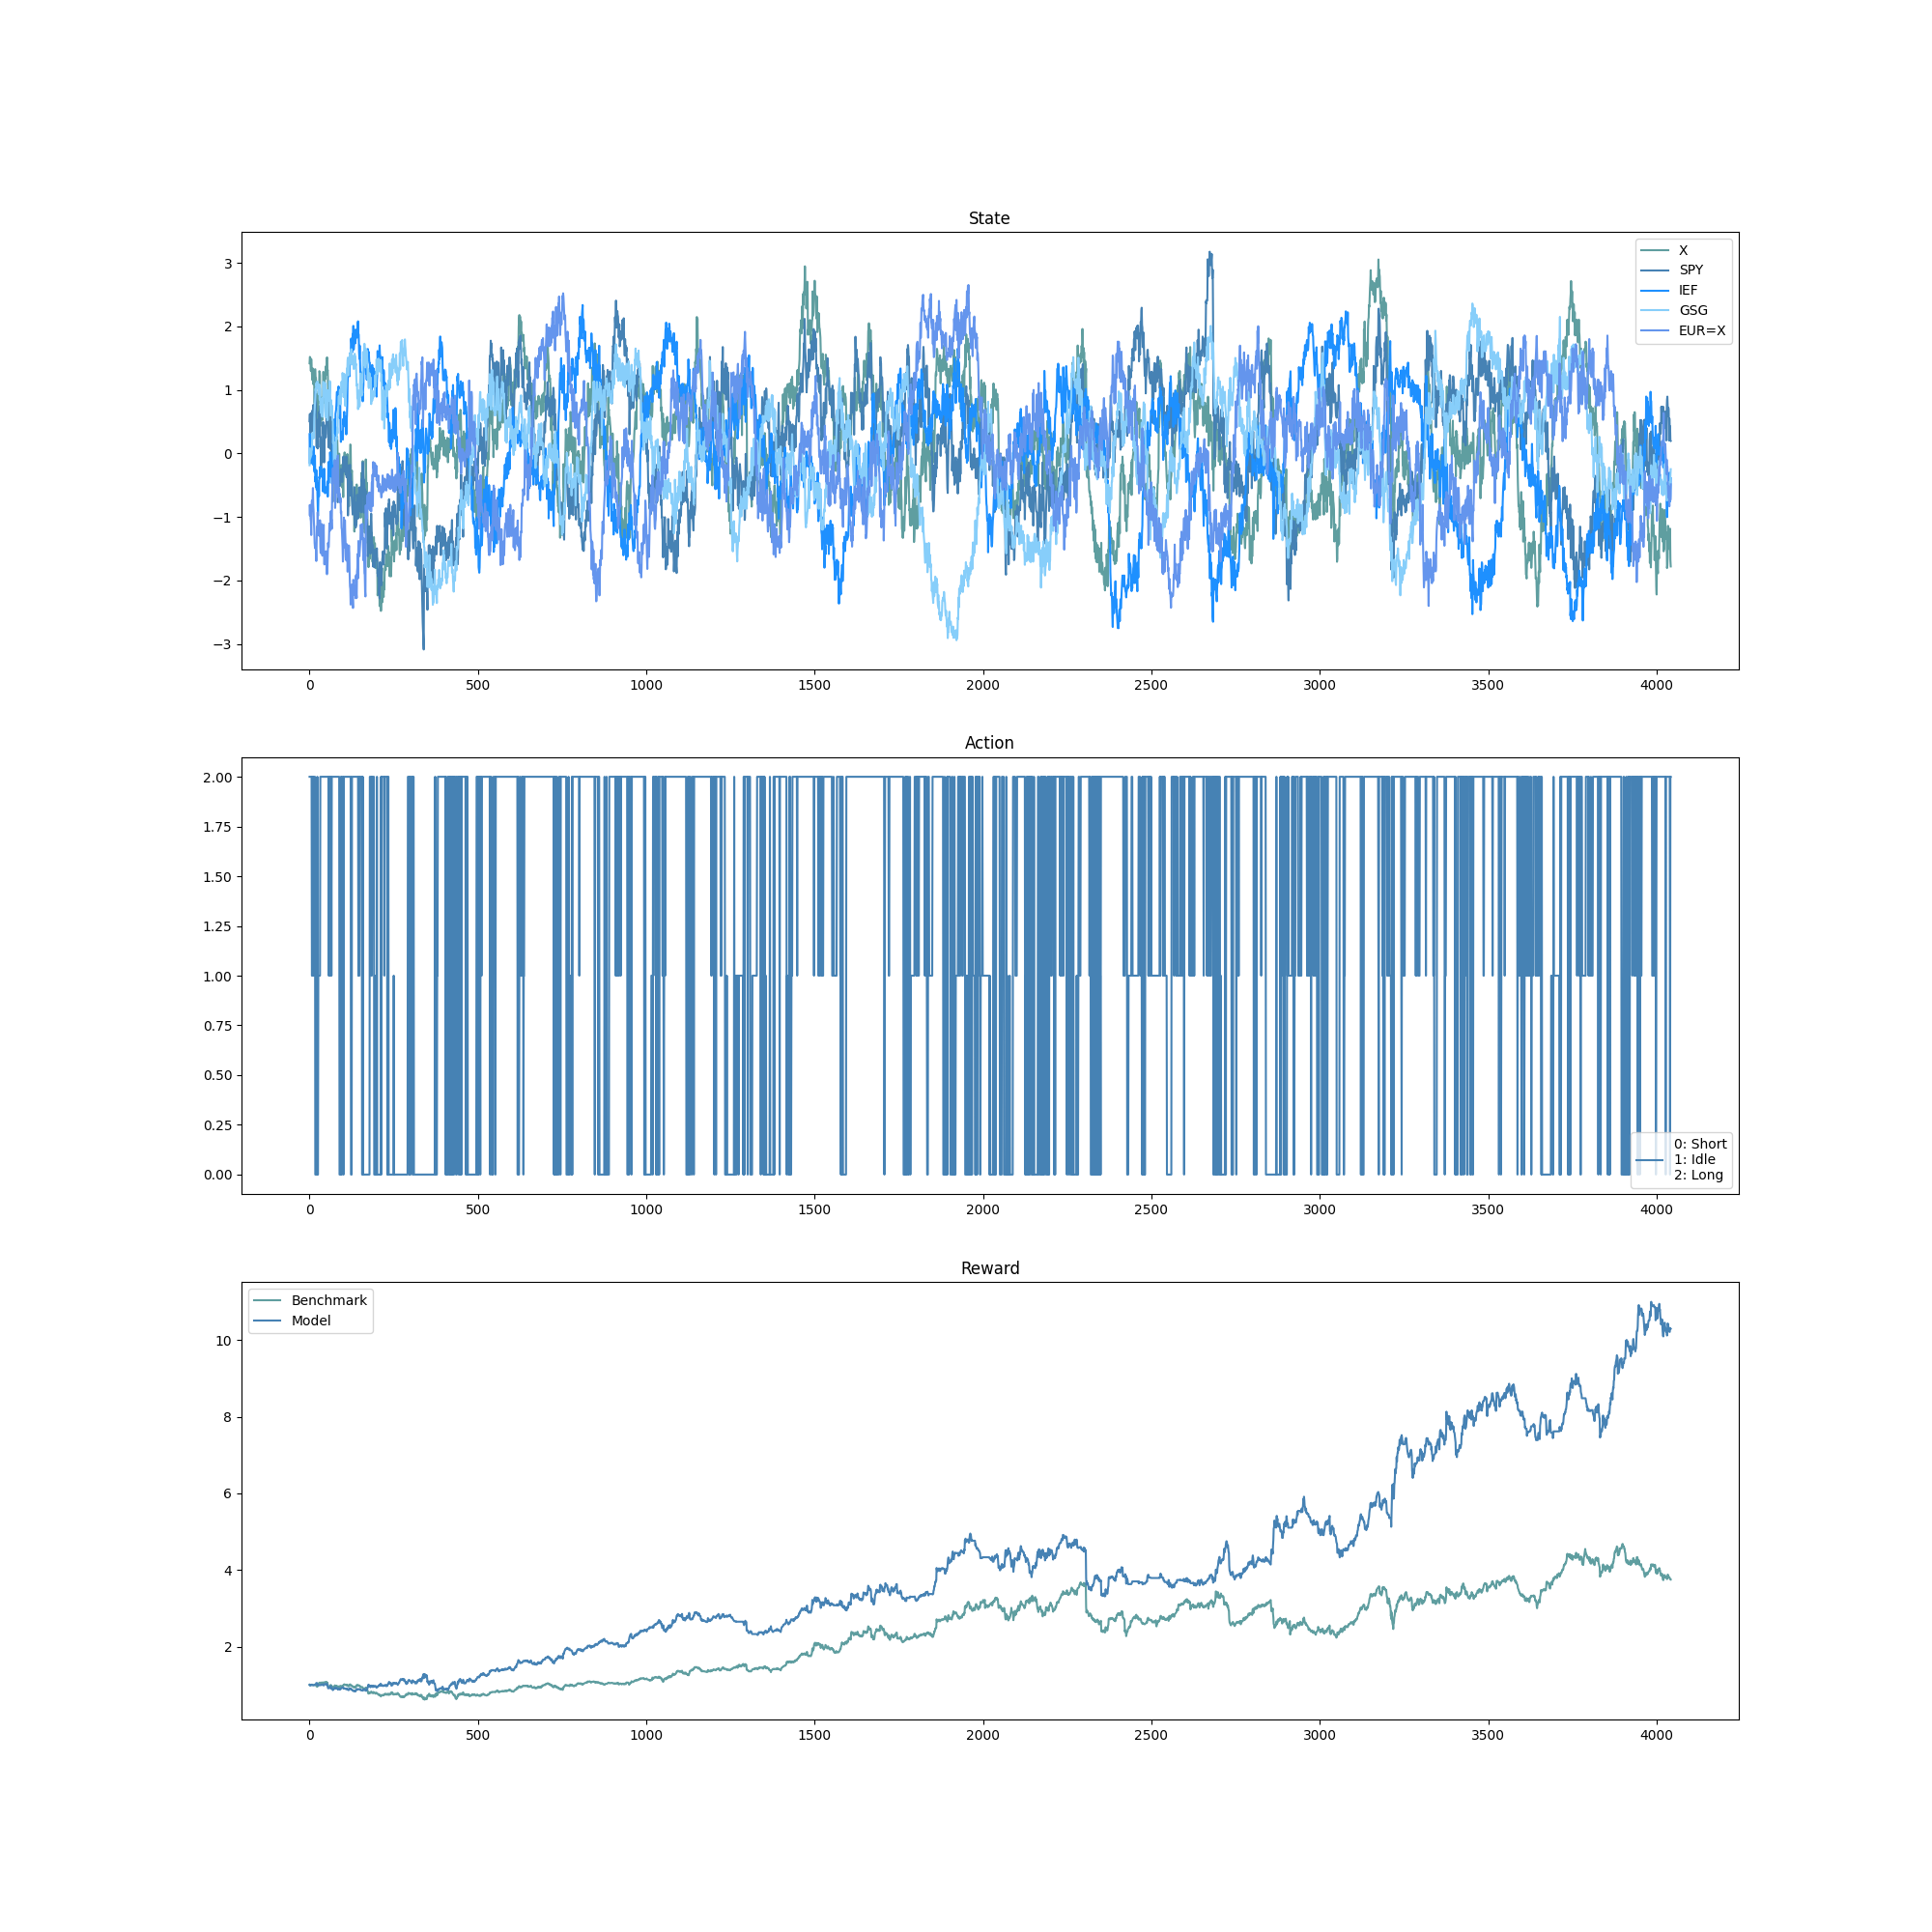 State
3
2
1
0
−1
−2
−3
X
SPY
IEF
GSG
EUR=X
0 500 1000 1500 2000 2500 3000 3500 4000
Action
2.00
1.75
1.50
1.25
1.00
0.75
0.50
0.25
0.00
0: Short
1: Idle
2: Long
0 500 1000 1500 2000 2500 3000 3500 4000
Reward
Benchmark
Model
10
8
6
4
2
0 500 1000 1500 2000 2500 3000 3500 4000